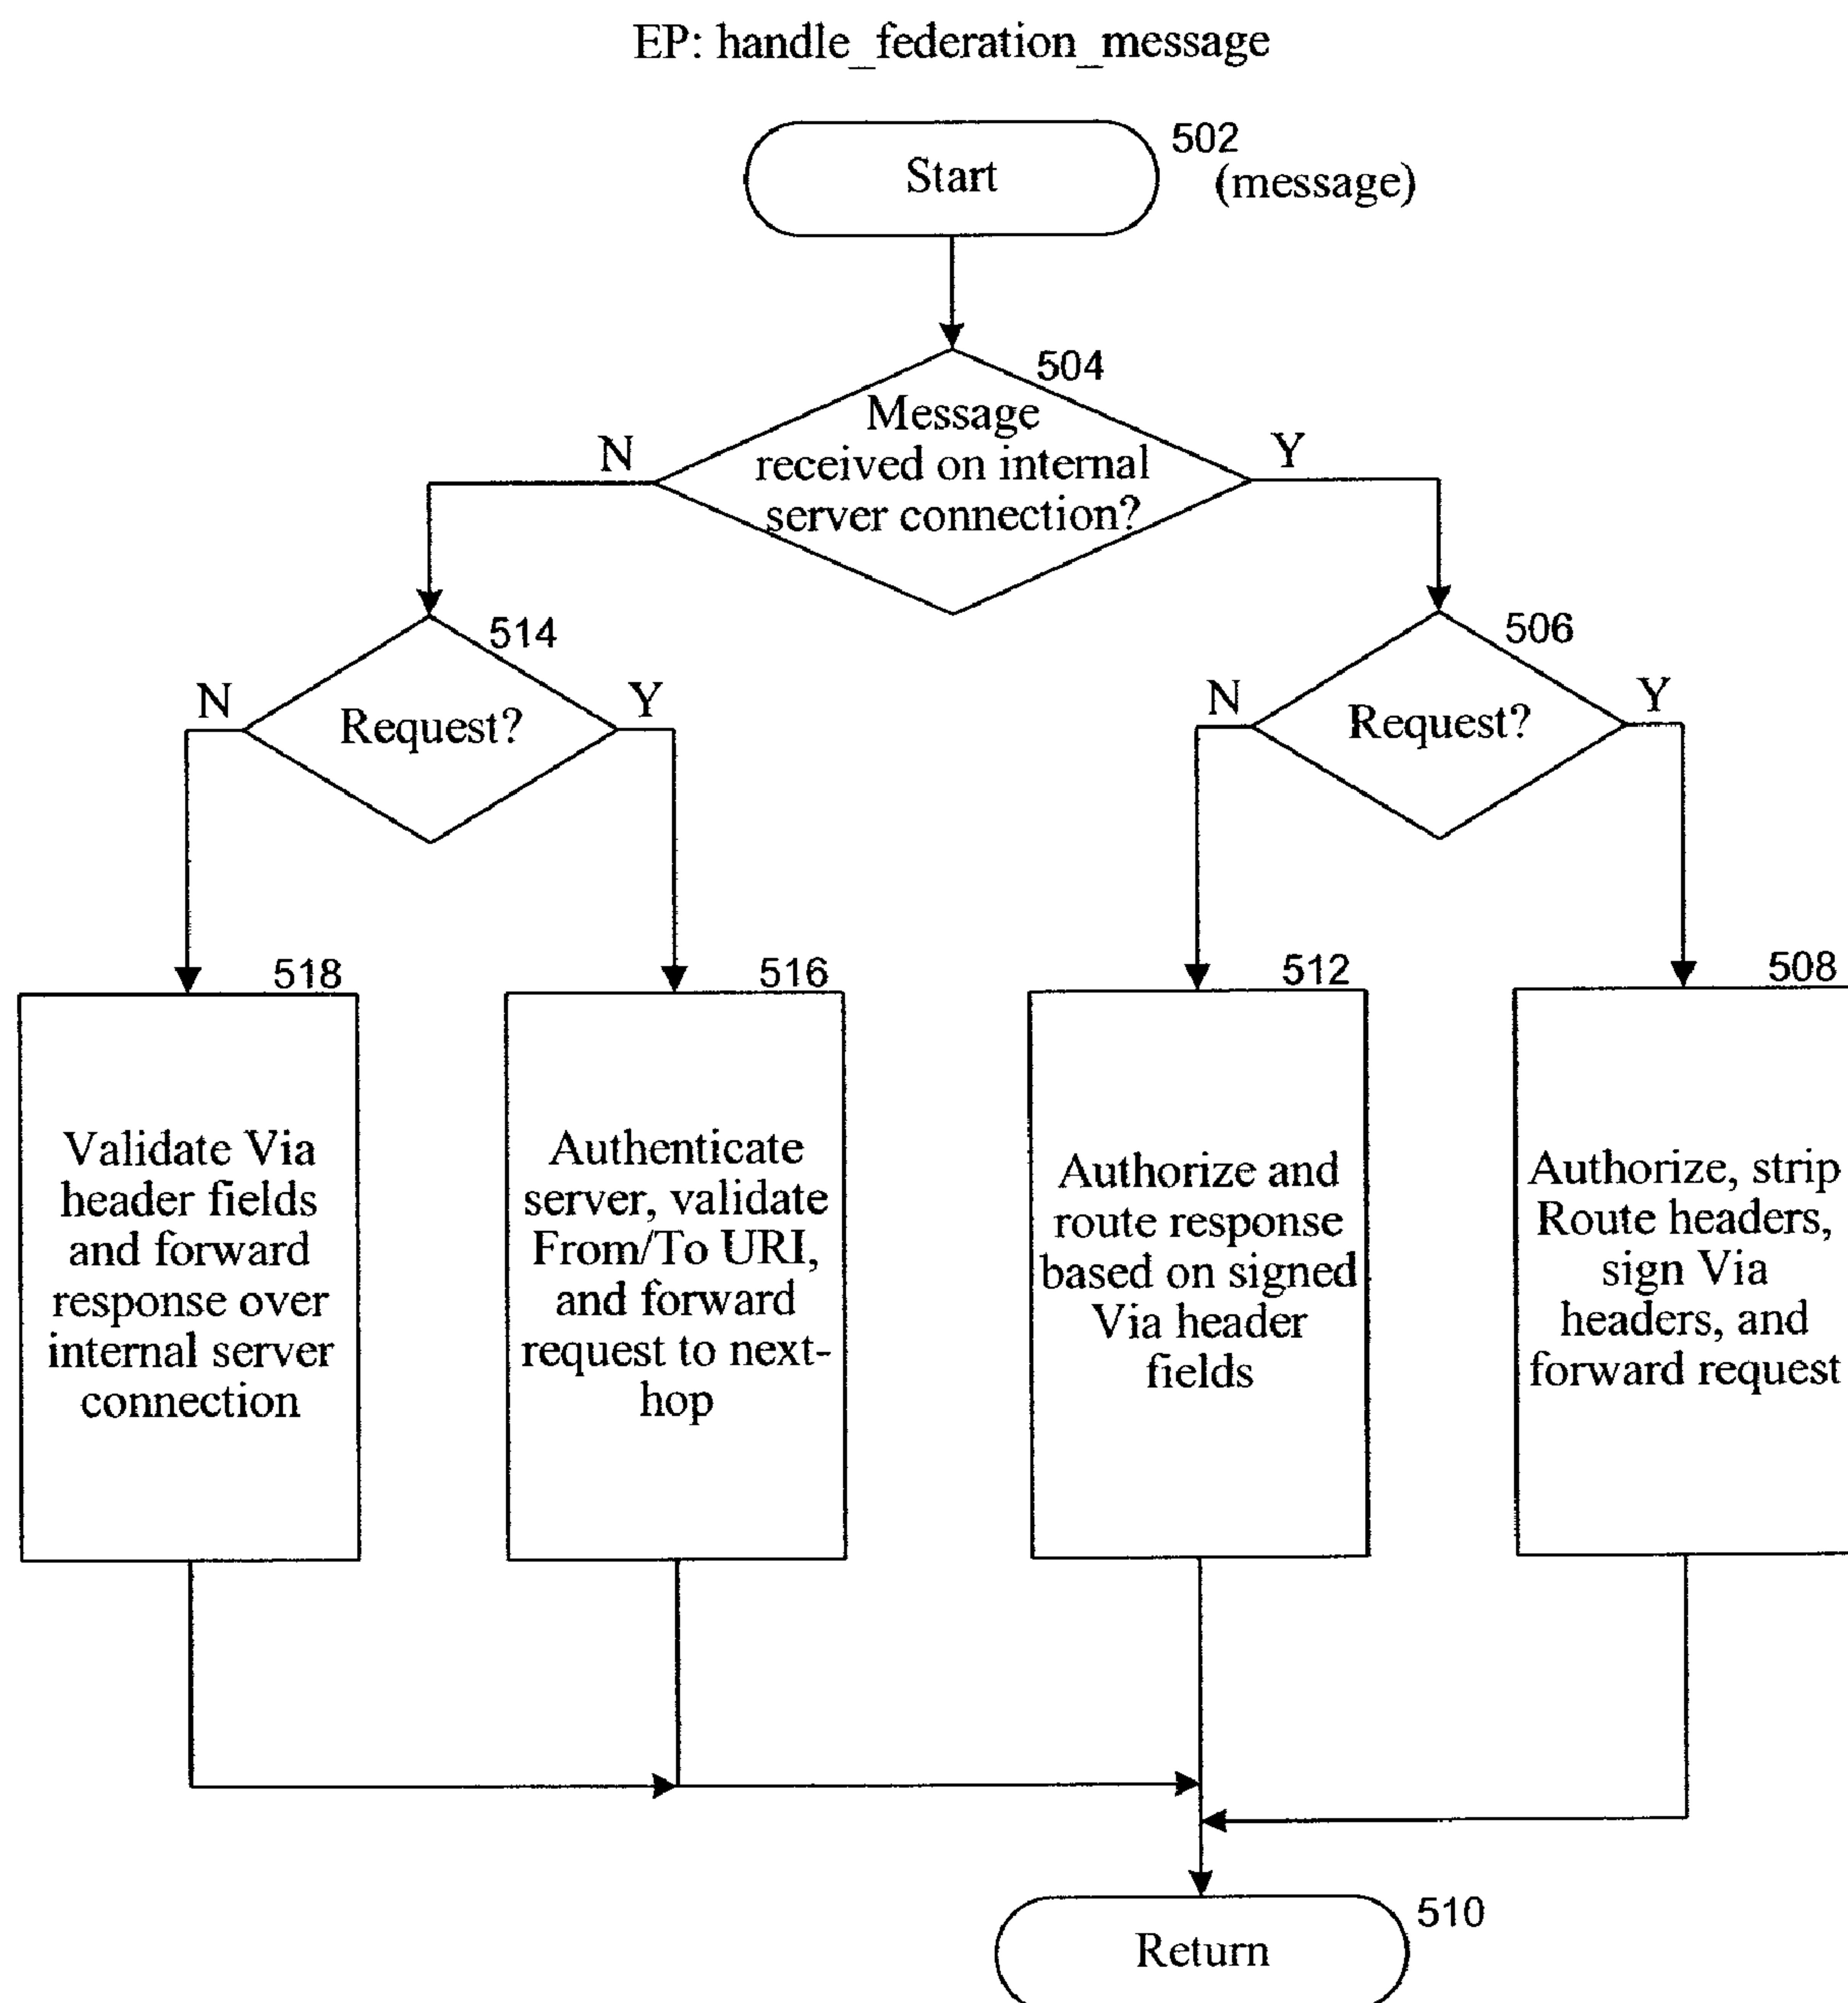 EP: handle_federation_message
Start
502
(message)
504
Message
received on internal
server connection?
N
Y
514
Request?
N
Y
506
Request?
N
Y
518
Validate Via
header fields
and forward
response over
internal server
connection
516
Authenticate
server, validate
From/To URI,
and forward
request to next-
hop
512
Authorize and
route response
based on signed
Via header
fields
508
Authorize, strip
Route headers,
sign Via
headers, and
forward request
510
Return